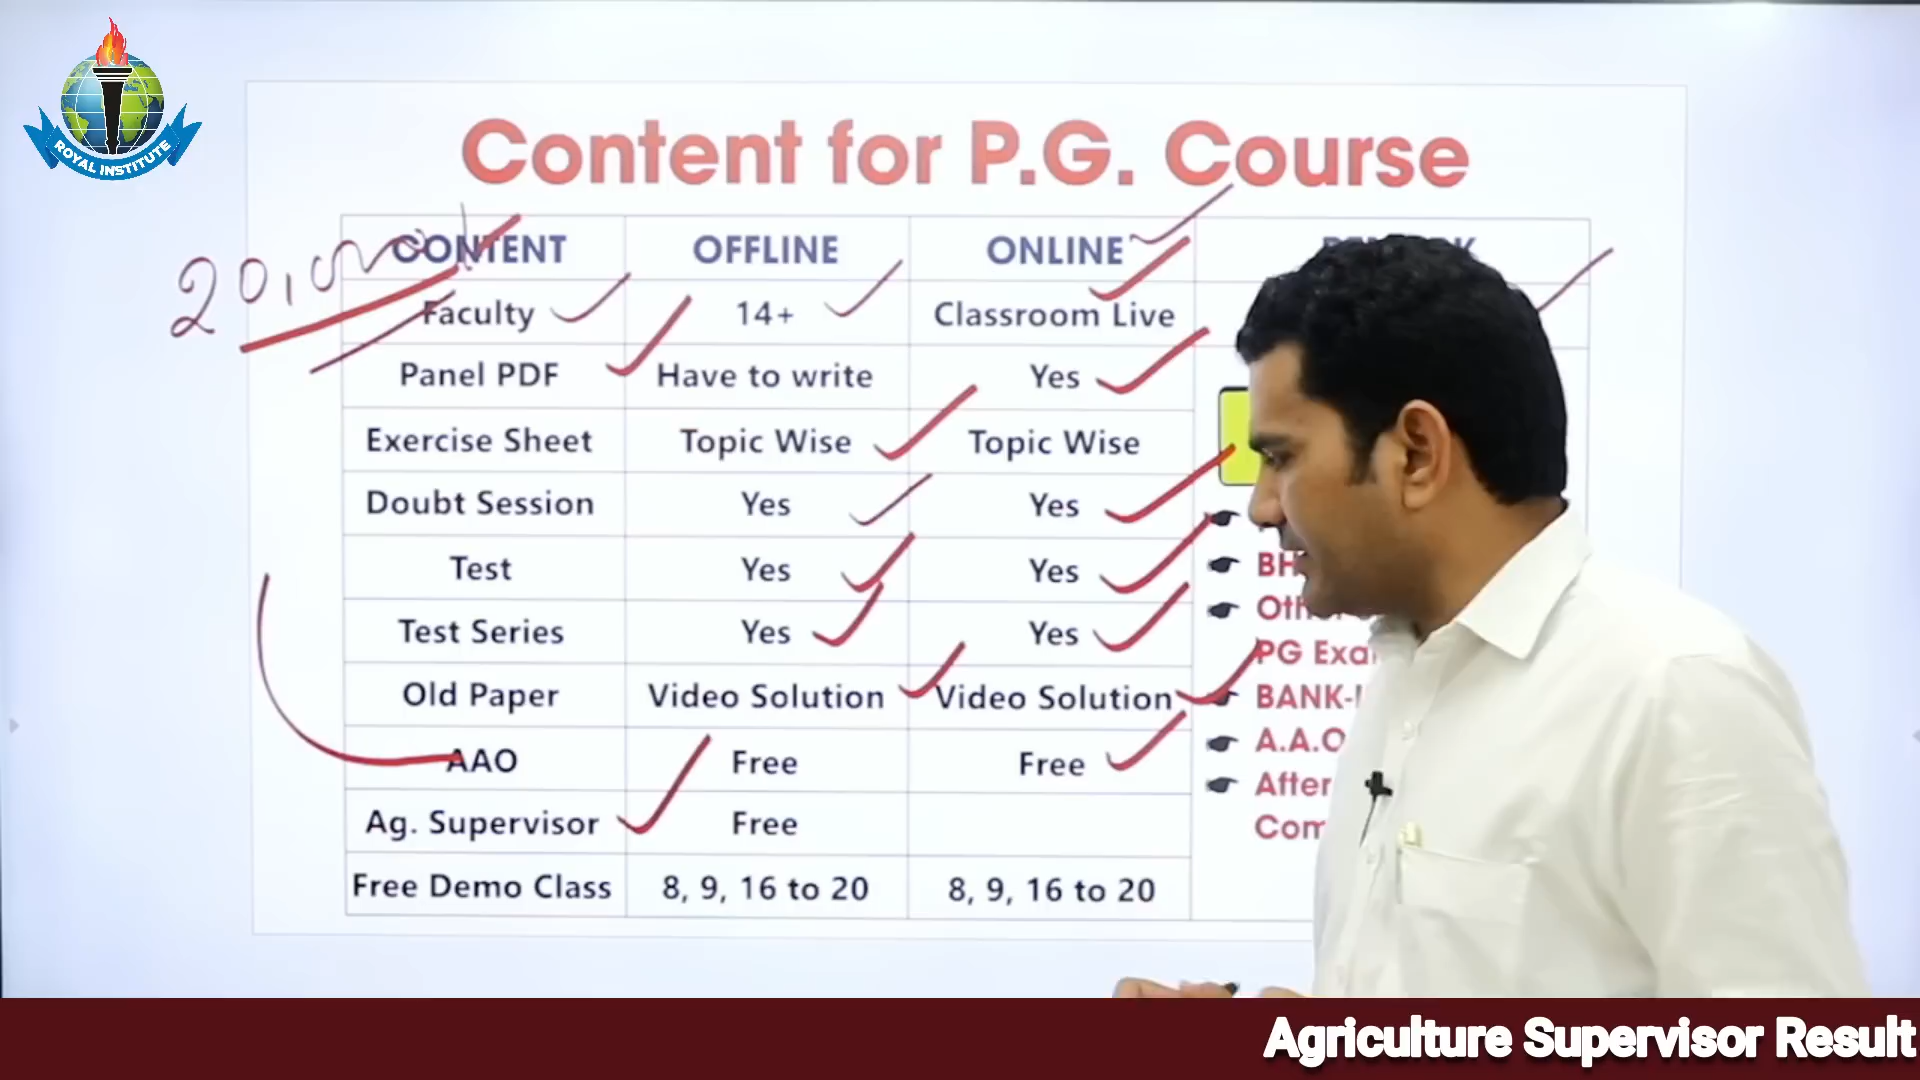 ROYAL INSTITUTE
Content for P.G. Course
CONTENT OFFLINE ONLINE
Faculty 14+ Classroom Live
Panel PDF Have to write Yes
Exercise Sheet Topic Wise Topic Wise
Doubt Session Yes Yes
Test Yes Yes
Test Series Yes Yes
Old Paper Video Solution Video Solution
AAO Free Free
Ag. Supervisor Free
Free Demo Class 8, 9, 16 to 20 8, 9, 16 to 20
PG
A.A.O
After
Agriculture Supervisor Result